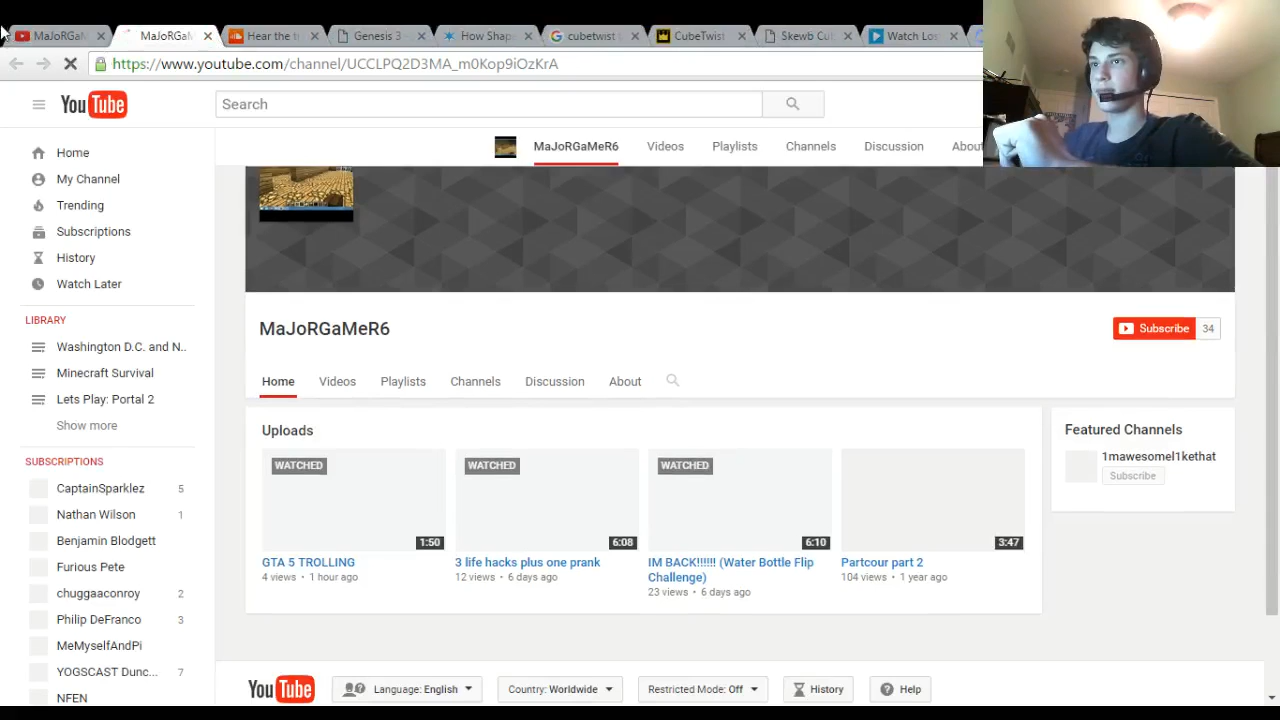 MaJoRGaM
MaJoRGaM
Hear the t
Genesis 3
How Shap
cubetwist
CubeTwist
Skewb Cu
Watch Lo
https://www.youtube.com/channel/UCCLPQ2D3MA_m0Kop9iOzKrA
YouTube
Search
MaJoRGaMeR6 Videos Playlists Channels Discussion Abou
Home
My Channel
Trending
Subscriptions
History
Watch Later
LIBRARY
Washington D.C. and N..
Minecraft Survival
Lets Play: Portal 2
Show more
SUBSCRIPTIONS
CaptainSparklez 5
Nathan Wilson 1
Benjamin Blodgett
Furious Pete
chuggaaconroy 2
Philip DeFranco 3
MeMyselfAndPi
YOGSCAST Dunc... 7
NFEN
MaJoRGaMeR6
Subscribe 34
Home Videos Playlists Channels Discussion About
Uploads
WATCHED
1:50
GTA 5 TROLLING
4 views • 1 hour ago
WATCHED
6:08
3 life hacks plus one prank
12 views • 6 days ago
WATCHED
6:10
IM BACK!!!!!! (Water Bottle Flip
Challenge)
23 views • 6 days ago
3:47
Partcour part 2
104 views • 1 year ago
Featured Channels
1mawesomel1kethat
Subscribe
YouTube
Language: English
Country: Worldwide
Restricted Mode: Off
History
Help